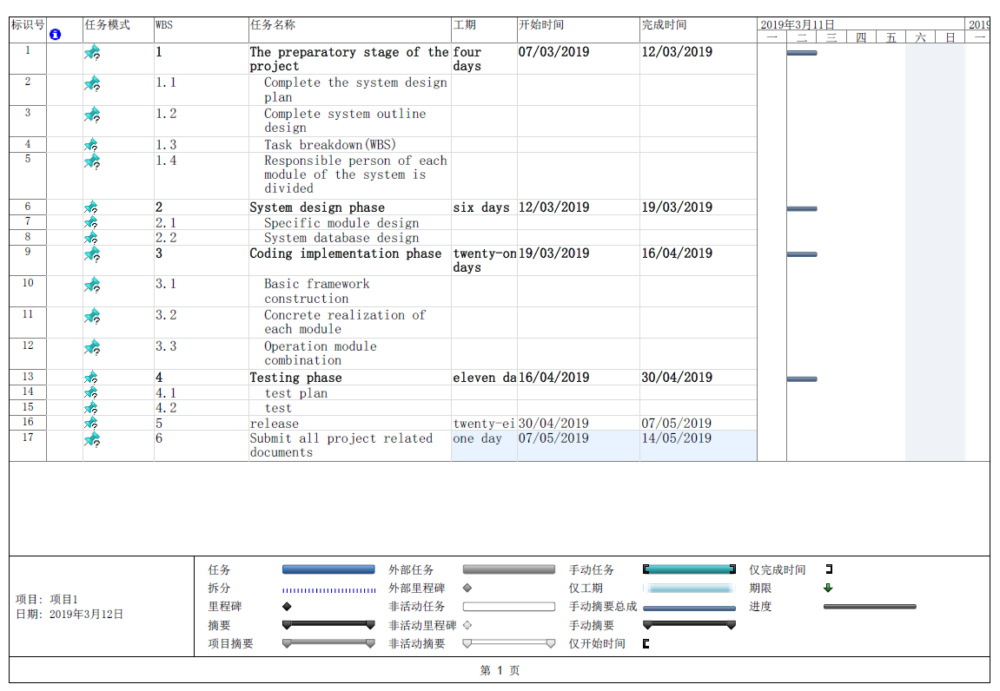 标识号 任务模式 WBS 任务名称 工期 开始时间 完成时间 2019年3月11日 2019
一 二 三 四 五 六 日 一
1 1 The preparatory stage of the four 07/03/2019 12/03/2019
project days
2 1.1 Complete the system design
plan
3 1.2 Complete system outline
design
4 1.3 Task breakdown(WBS)
5 1.4 Responsible person of each
module of the system is
divided
6 2 System design phase six days 12/03/2019 19/03/2019
7 2.1 Specific module design
8 2.2 System database design
9 3 Coding implementation phase twenty-on 19/03/2019 16/04/2019
days
10 3.1 Basic framework
construction
11 3.2 Concrete realization of
each module
12 3.3 Operation module
combination
13 4 Testing phase eleven da 16/04/2019 30/04/2019
14 4.1 test plan
15 4.2 test
16 5 release twenty-ei 30/04/2019 07/05/2019
17 6 Submit all project related one day 07/05/2019 14/05/2019
documents
任务 外部任务 手动任务 仅完成时间
拆分 外部里程碑 仅工期 期限
里程碑 非活动任务 手动摘要总成 进度
摘要 非活动里程碑 手动摘要
项目摘要 非活动摘要 仅开始时间
项目: 项目1
日期: 2019年3月12日
第 1 页